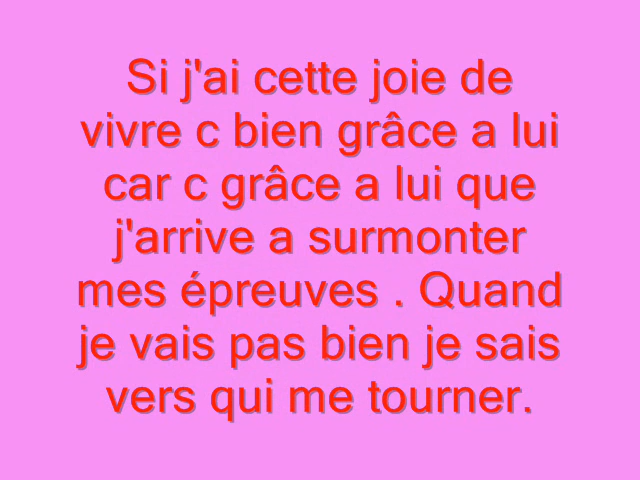 Si j'ai cette joie de
vivre c bien grâce a lui
car c grâce a lui que
j'arrive a surmonter
mes épreuves . Quand
je vais pas bien je sais
vers qui me tourner.